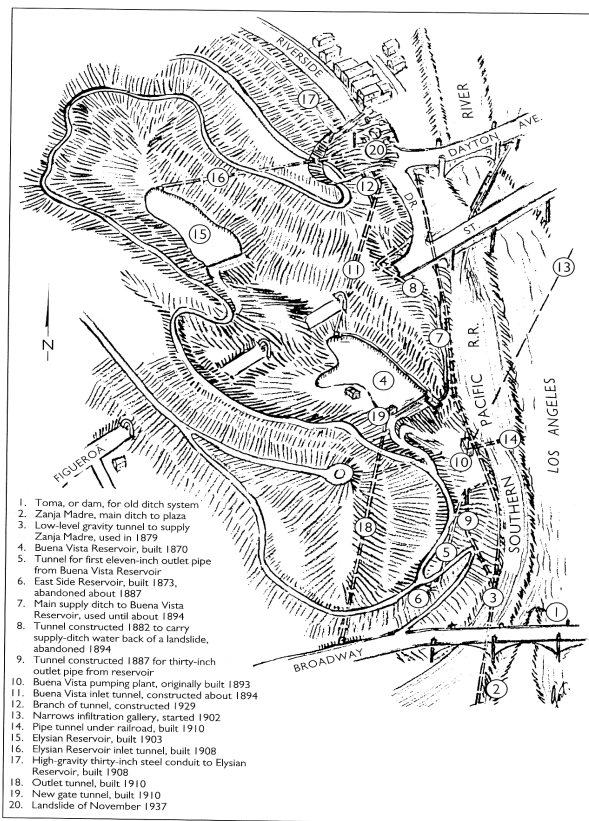 RIVERSIDE
17
RIVER
20
DAYTON AVE.
12
16
DR.
15
ST.
11
8
13
7
N
PACIFIC R.R.
4
19
LOS ANGELES
10
14
FIGUEROA
SOUTHERN
18
9
5
6
3
1
BROADWAY
2
1. Toma, or dam, for old ditch system
2. Zanja Madre, main ditch to plaza
3. Low-level gravity tunnel to supply
Zanja Madre, used in 1879
4. Buena Vista Reservoir, built 1870
5. Tunnel for first eleven-inch outlet pipe
from Buena Vista Reservoir
6. East Side Reservoir, built 1873,
abandoned about 1887
7. Main supply ditch to Buena Vista
Reservoir, used until about 1894
8. Tunnel constructed 1882 to carry
supply-ditch water back of a landslide,
abandoned 1894
9. Tunnel constructed 1887 for thirty-inch
outlet pipe from reservoir
10. Buena Vista pumping plant, originally built 1893
11. Buena Vista inlet tunnel, constructed about 1894
12. Branch of tunnel, constructed 1929
13. Narrows infiltration gallery, started 1902
14. Pipe tunnel under railroad, built 1910
15. Elysian Reservoir, built 1903
16. Elysian Reservoir inlet tunnel, built 1908
17. High-gravity thirty-inch steel conduit to Elysian
Reservoir, built 1908
18. Outlet tunnel, built 1910
19. New gate tunnel, built 1910
20. Landslide of November 1937